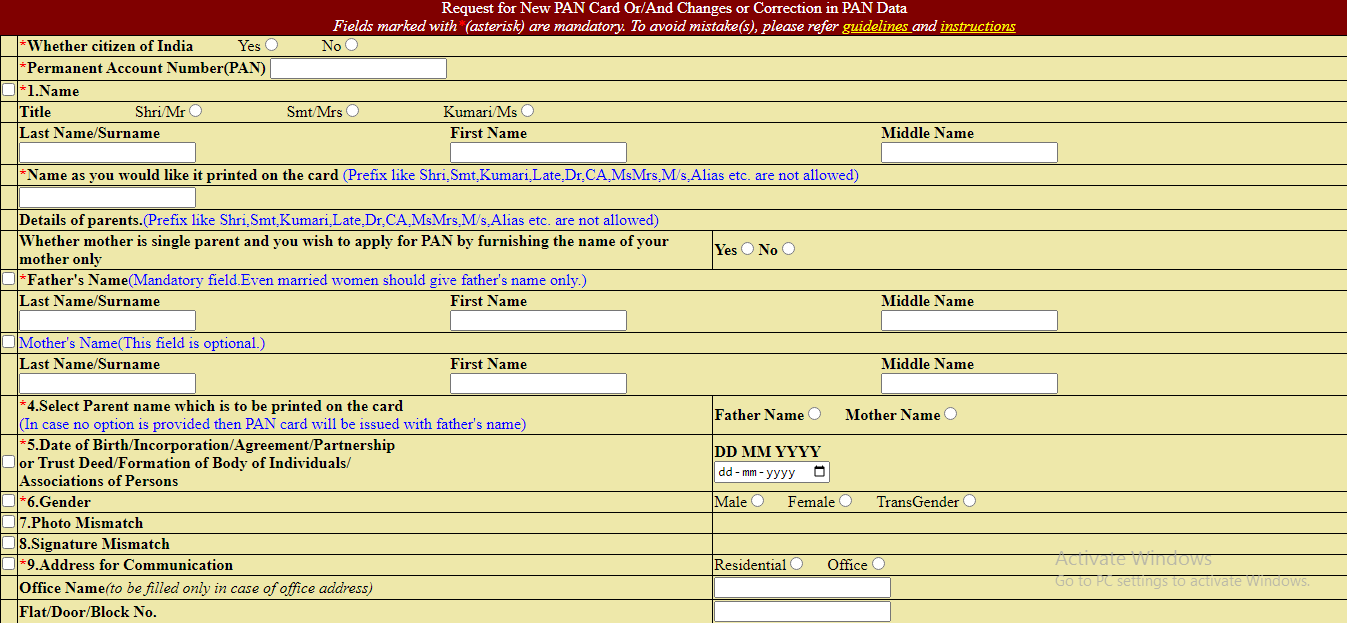 Request for New PAN Card Or/And Changes or Correction in PAN Data
Fields marked with *(asterisk) are mandatory. To avoid mistake(s), please refer guidelines and instructions
*Whether citizen of India Yes No
*Permanent Account Number(PAN)
*1.Name
Title Shri/Mr Smt/Mrs Kumari/Ms
Last Name/Surname First Name Middle Name
*Name as you would like it printed on the card (Prefix like Shri,Smt,Kumari,Late,Dr,CA,MsMrs,M/s,Alias etc. are not allowed)
Details of parents.(Prefix like Shri,Smt,Kumari,Late,Dr,CA,MsMrs,M/s,Alias etc. are not allowed)
Whether mother is single parent and you wish to apply for PAN by furnishing the name of your
mother only
Yes No
*Father's Name(Mandatory field.Even married women should give father's name only.)
Last Name/Surname First Name Middle Name
Mother's Name(This field is optional.)
Last Name/Surname First Name Middle Name
*4.Select Parent name which is to be printed on the card
(In case no option is provided then PAN card will be issued with father's name)
Father Name Mother Name
*5.Date of Birth/Incorporation/Agreement/Partnership
or Trust Deed/Formation of Body of Individuals/
Associations of Persons
DD MM YYYY
dd-mm-yyyy
*6.Gender Male Female TransGender
7.Photo Mismatch
8.Signature Mismatch
*9.Address for Communication Residential Office
Activate Windows
Go to PC settings to activate Windows.
Office Name(to be filled only in case of office address)
Flat/Door/Block No.